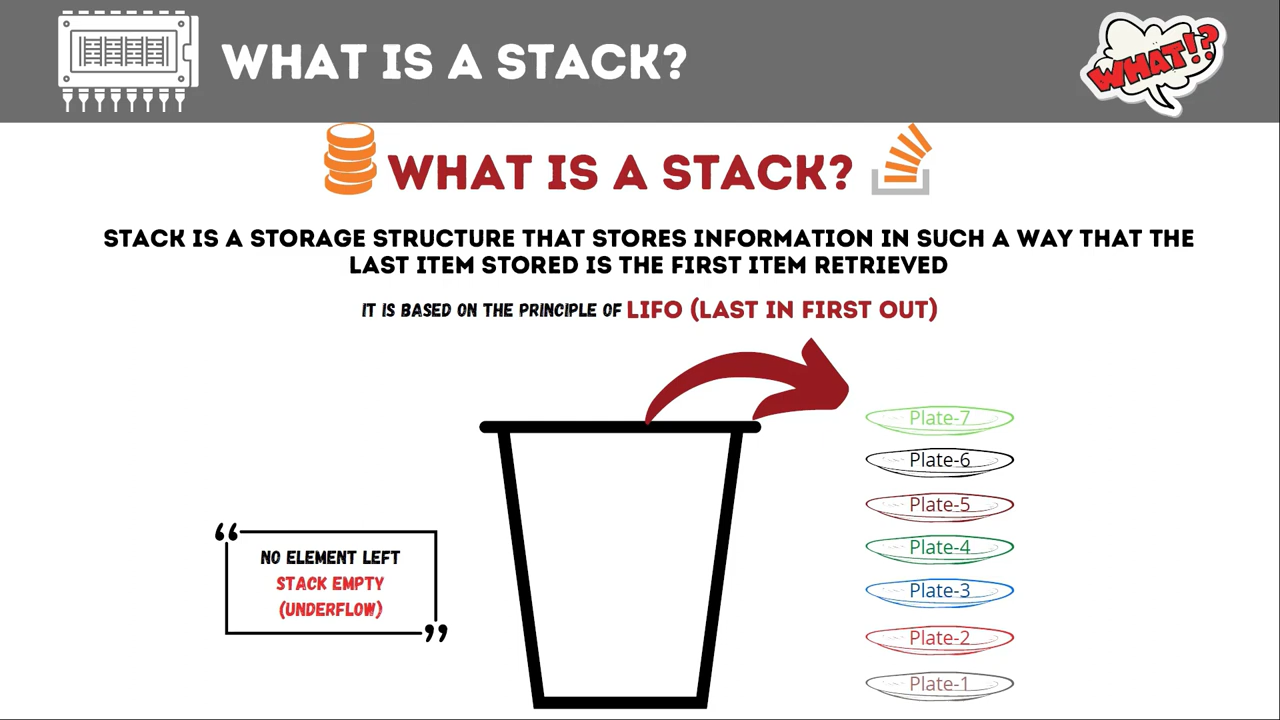 WHAT IS A STACK?
WHAT!?
WHAT IS A STACK?
STACK IS A STORAGE STRUCTURE THAT STORES INFORMATION IN SUCH A WAY THAT THE
LAST ITEM STORED IS THE FIRST ITEM RETRIEVED
IT IS BASED ON THE PRINCIPLE OF LIFO (LAST IN FIRST OUT)
Plate-7
Plate-6
Plate-5
Plate-4
Plate-3
Plate-2
Plate-1
“
NO ELEMENT LEFT
STACK EMPTY
(UNDERFLOW)
”